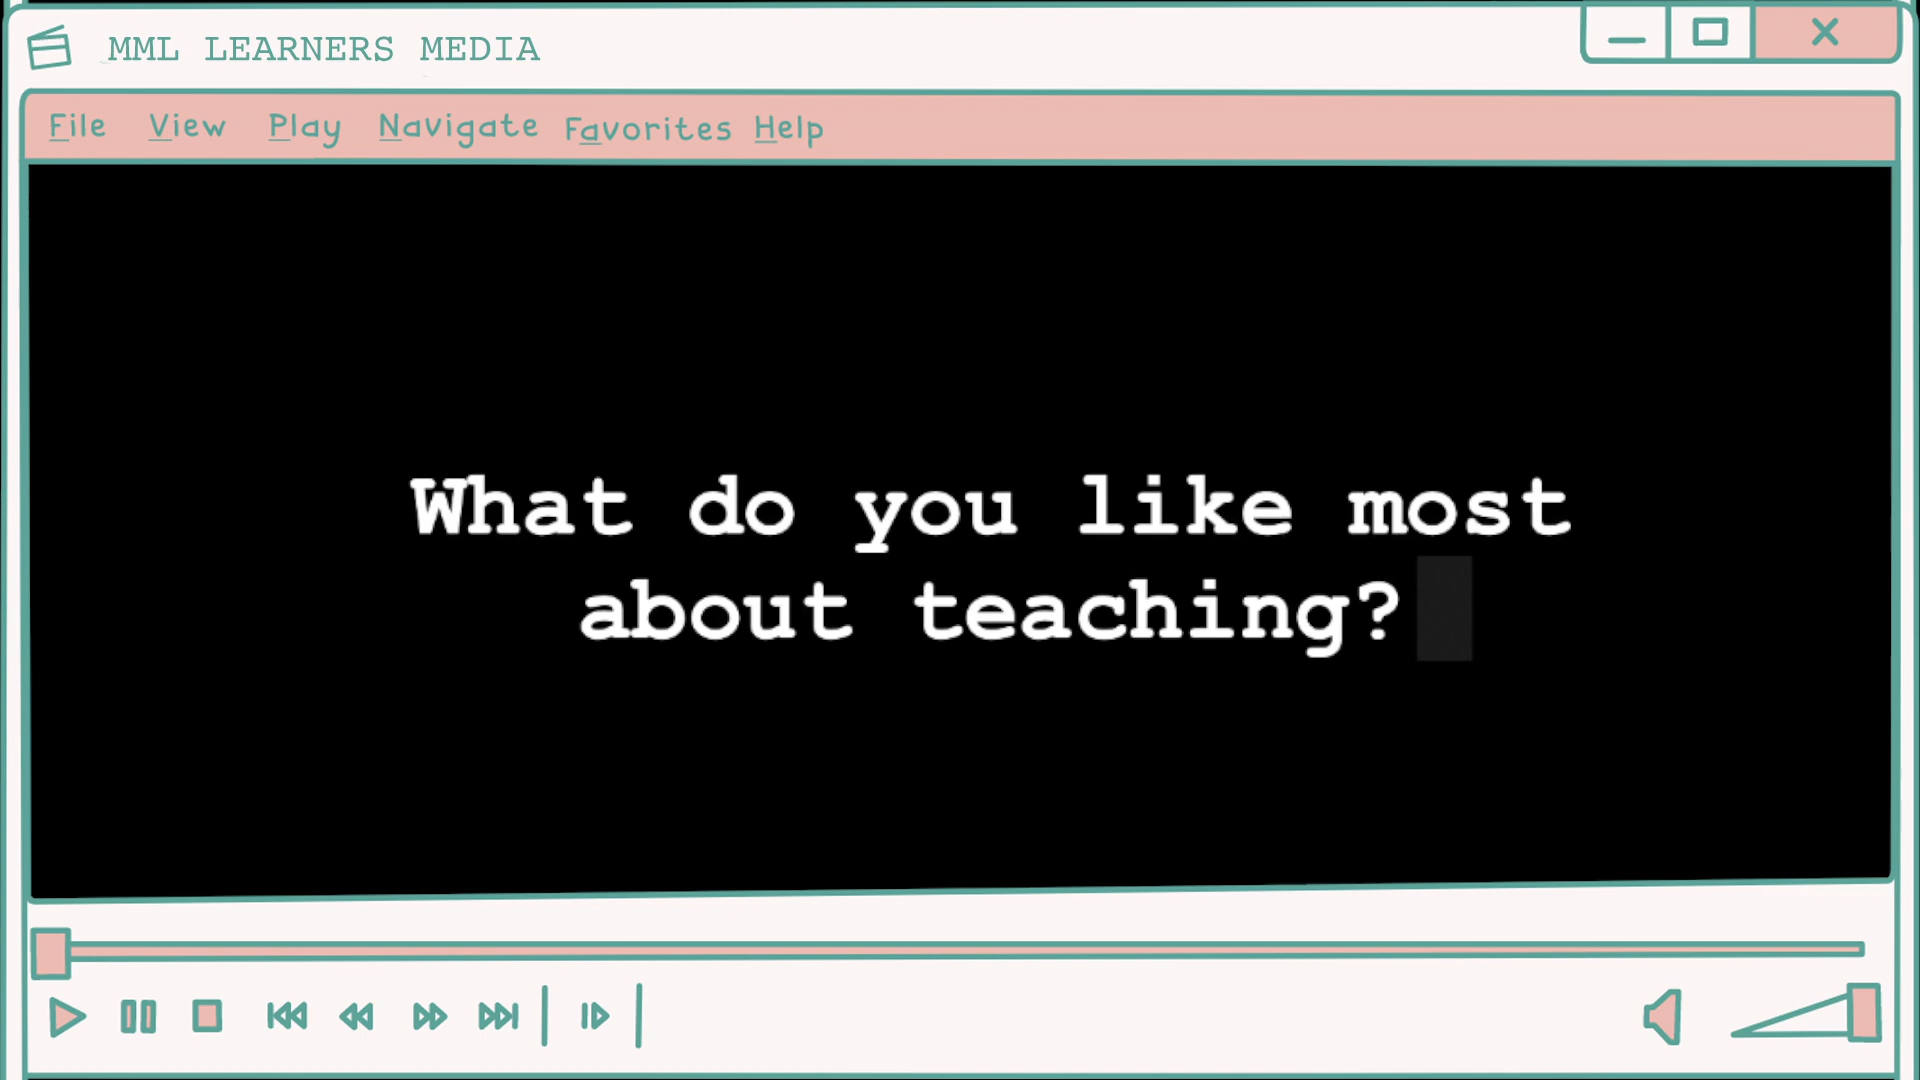 MML LEARNERS MEDIA
File View Play Navigate Favorites Help
What do you like most
about teaching?